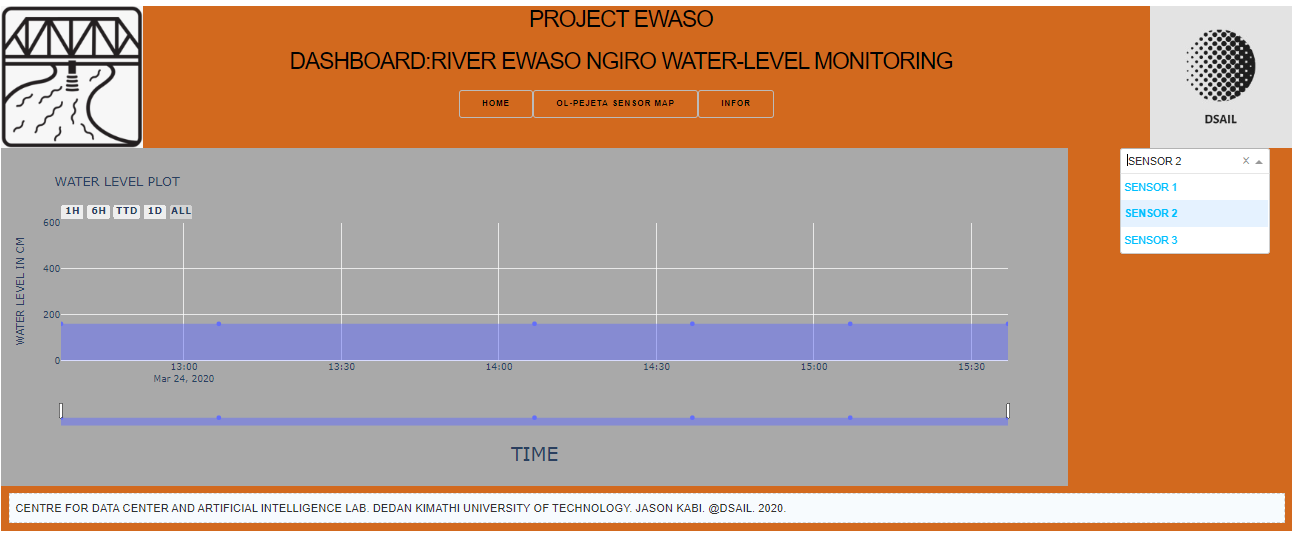 PROJECT EWASO
DASHBOARD:RIVER EWASO NGIRO WATER-LEVEL MONITORING
HOME OL-PEJETA SENSOR MAP INFOR
DSAIL
SENSOR 2 x
SENSOR 1
SENSOR 2
SENSOR 3
WATER LEVEL PLOT
1H 6H TTD 1D ALL
WATER LEVEL IN CM
600
400
200
0
13:00 13:30 14:00 14:30 15:00 15:30
Mar 24, 2020
TIME
CENTRE FOR DATA CENTER AND ARTIFICIAL INTELLIGENCE LAB. DEDAN KIMATHI UNIVERSITY OF TECHNOLOGY. JASON KABI. @DSAIL. 2020.